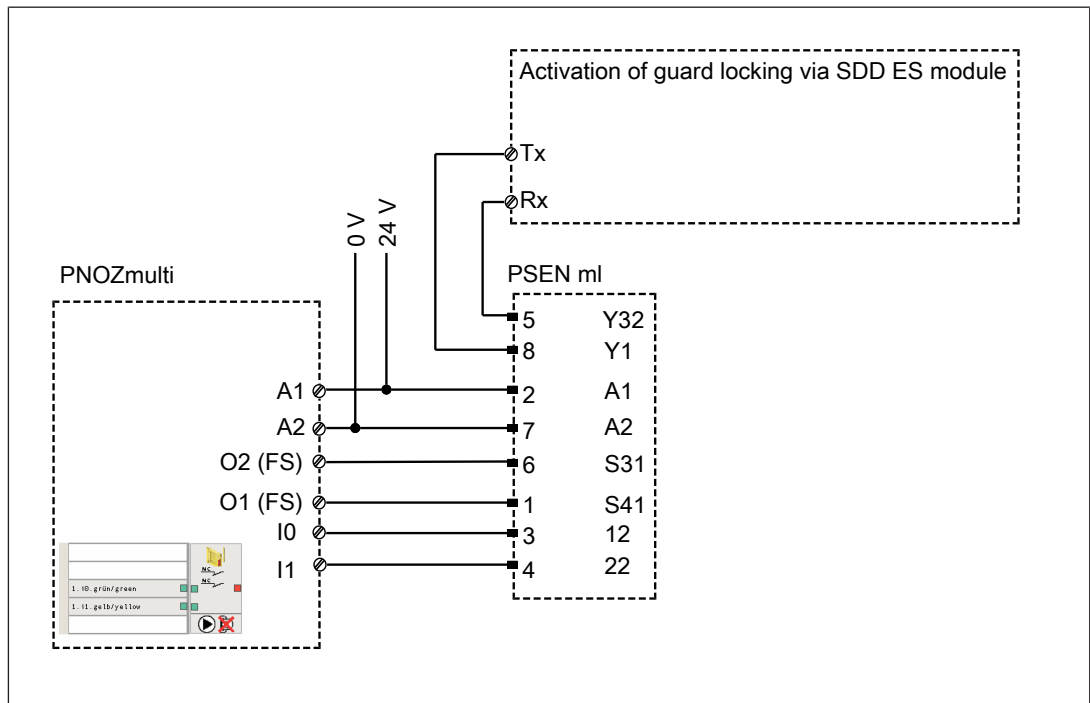 Activation of guard locking via SDD ES module
Tx
Rx
0 V
24 V
PNOZmulti
PSEN ml
5 Y32
8 Y1
A1 2 A1
A2 7 A2
O2 (FS) 6 S31
O1 (FS) 1 S41
I0 3 12
I1 4 22
NC
NC
1.i0.grün/green
1.i1.gelb/yellow